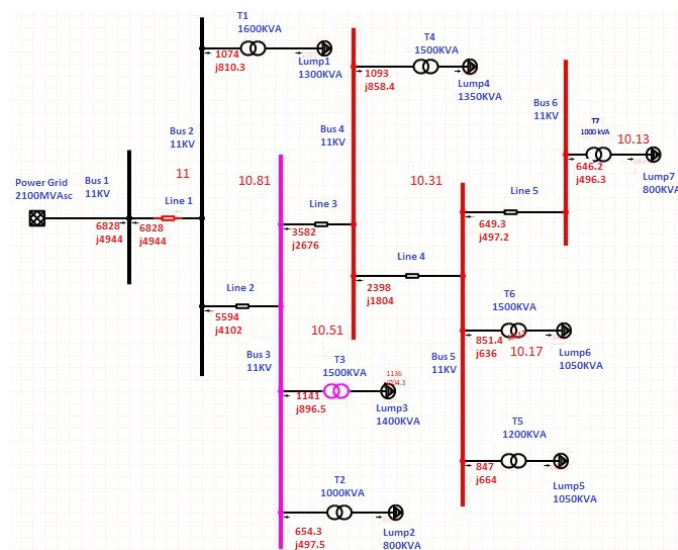 T1
1600KVA
1074
j810.3
Lump1
1300KVA
T4
1500KVA
1093
j858.4
Lump4
1350KVA
Bus 6
11KV
T7
1000 kVA
10.13
646.2
j496.3
Lump7
800KVA
Bus 2
11KV
Bus 4
11KV
Power Grid
2100MVAsc
Bus 1
11KV
11
10.81
10.31
Line 1
6828
j4944
6828
j4944
Line 3
3582
j2676
Line 5
649.3
j497.2
Line 4
2398
j1804
Line 2
5594
j4102
10.51
Bus 3
11KV
T3
1500KVA
1141
j896.5
1136
Lump3
1400KVA
Bus 5
11KV
T6
1500KVA
851.4
j636
10.17
Lump6
1050KVA
T5
1200KVA
847
j664
Lump5
1050KVA
T2
1000KVA
654.3
j497.5
Lump2
800KVA